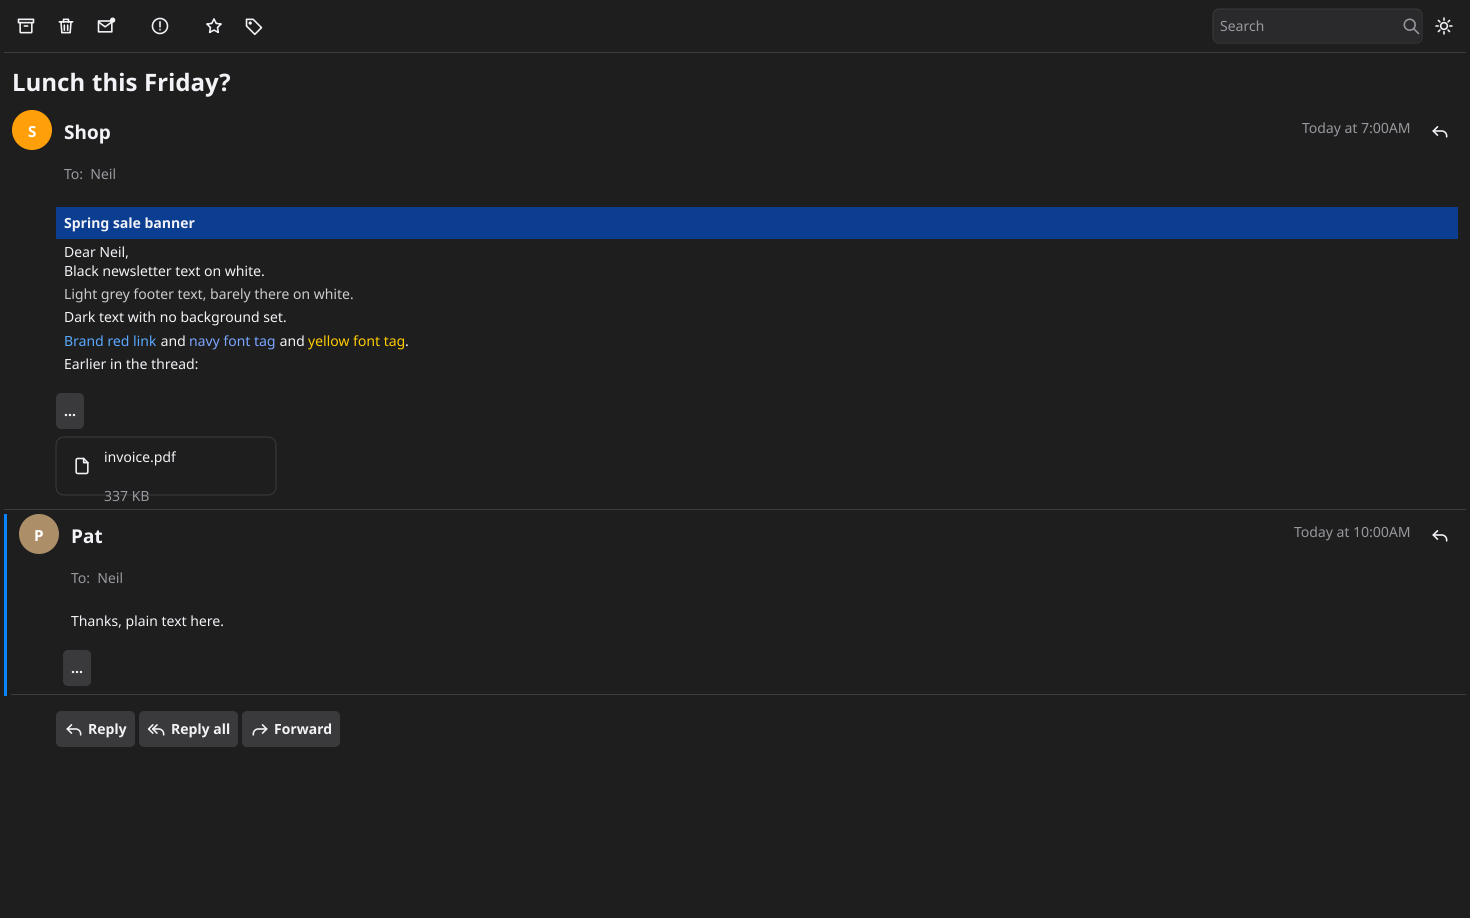 Search
Lunch this Friday?
S
Shop
Today at 7:00AM
To: Neil
Spring sale banner
Dear Neil,
Black newsletter text on white.
Light grey footer text, barely there on white.
Dark text with no background set.
Brand red link and navy font tag and yellow font tag.
Earlier in the thread:
...
invoice.pdf
337 KB
P
Pat
Today at 10:00AM
To: Neil
Thanks, plain text here.
...
Reply
Reply all
Forward